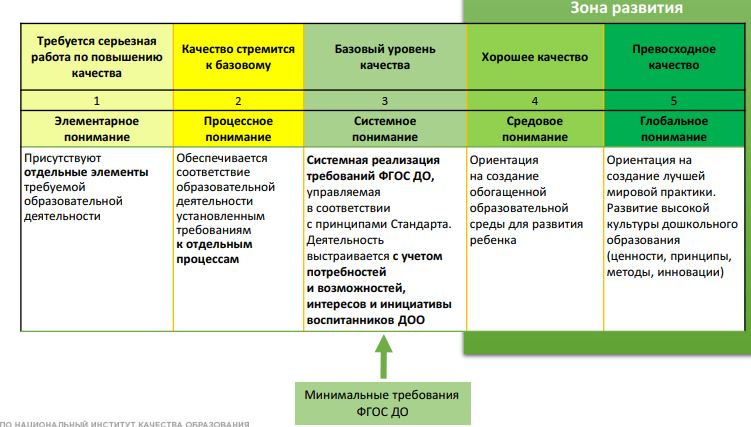 Зона развития
Требуется серьезная
работа по повышению
качества
Качество стремится
к базовому
Базовый уровень
качества
Хорошее качество
Превосходное
качество
1
2
3
4
5
Элементарное
понимание
Процессное
понимание
Системное
понимание
Средовое
понимание
Глобальное
понимание
Присутствуют
отдельные элементы
требуемой
образовательной
деятельности
Обеспечивается
соответствие
образовательной
деятельности
установленным
требованиям
к отдельным
процессам
Системная реализация
требований ФГОС ДО,
управляемая
в соответствии
с принципами Стандарта.
Деятельность
выстраивается с учетом
потребностей
и возможностей,
интересов и инициативы
воспитанников ДОО
Ориентация
на создание
обогащенной
образовательной
среды для развития
ребенка
Ориентация на
создание лучшей
мировой практики.
Развитие высокой
культуры дошкольного
образования
(ценности, принципы,
методы, инновации)
Минимальные требования
ФГОС ДО
ПО НАЦИОНАЛЬНЫЙ ИНСТИТУТ КАЧЕСТВА ОБРАЗОВАНИЯ